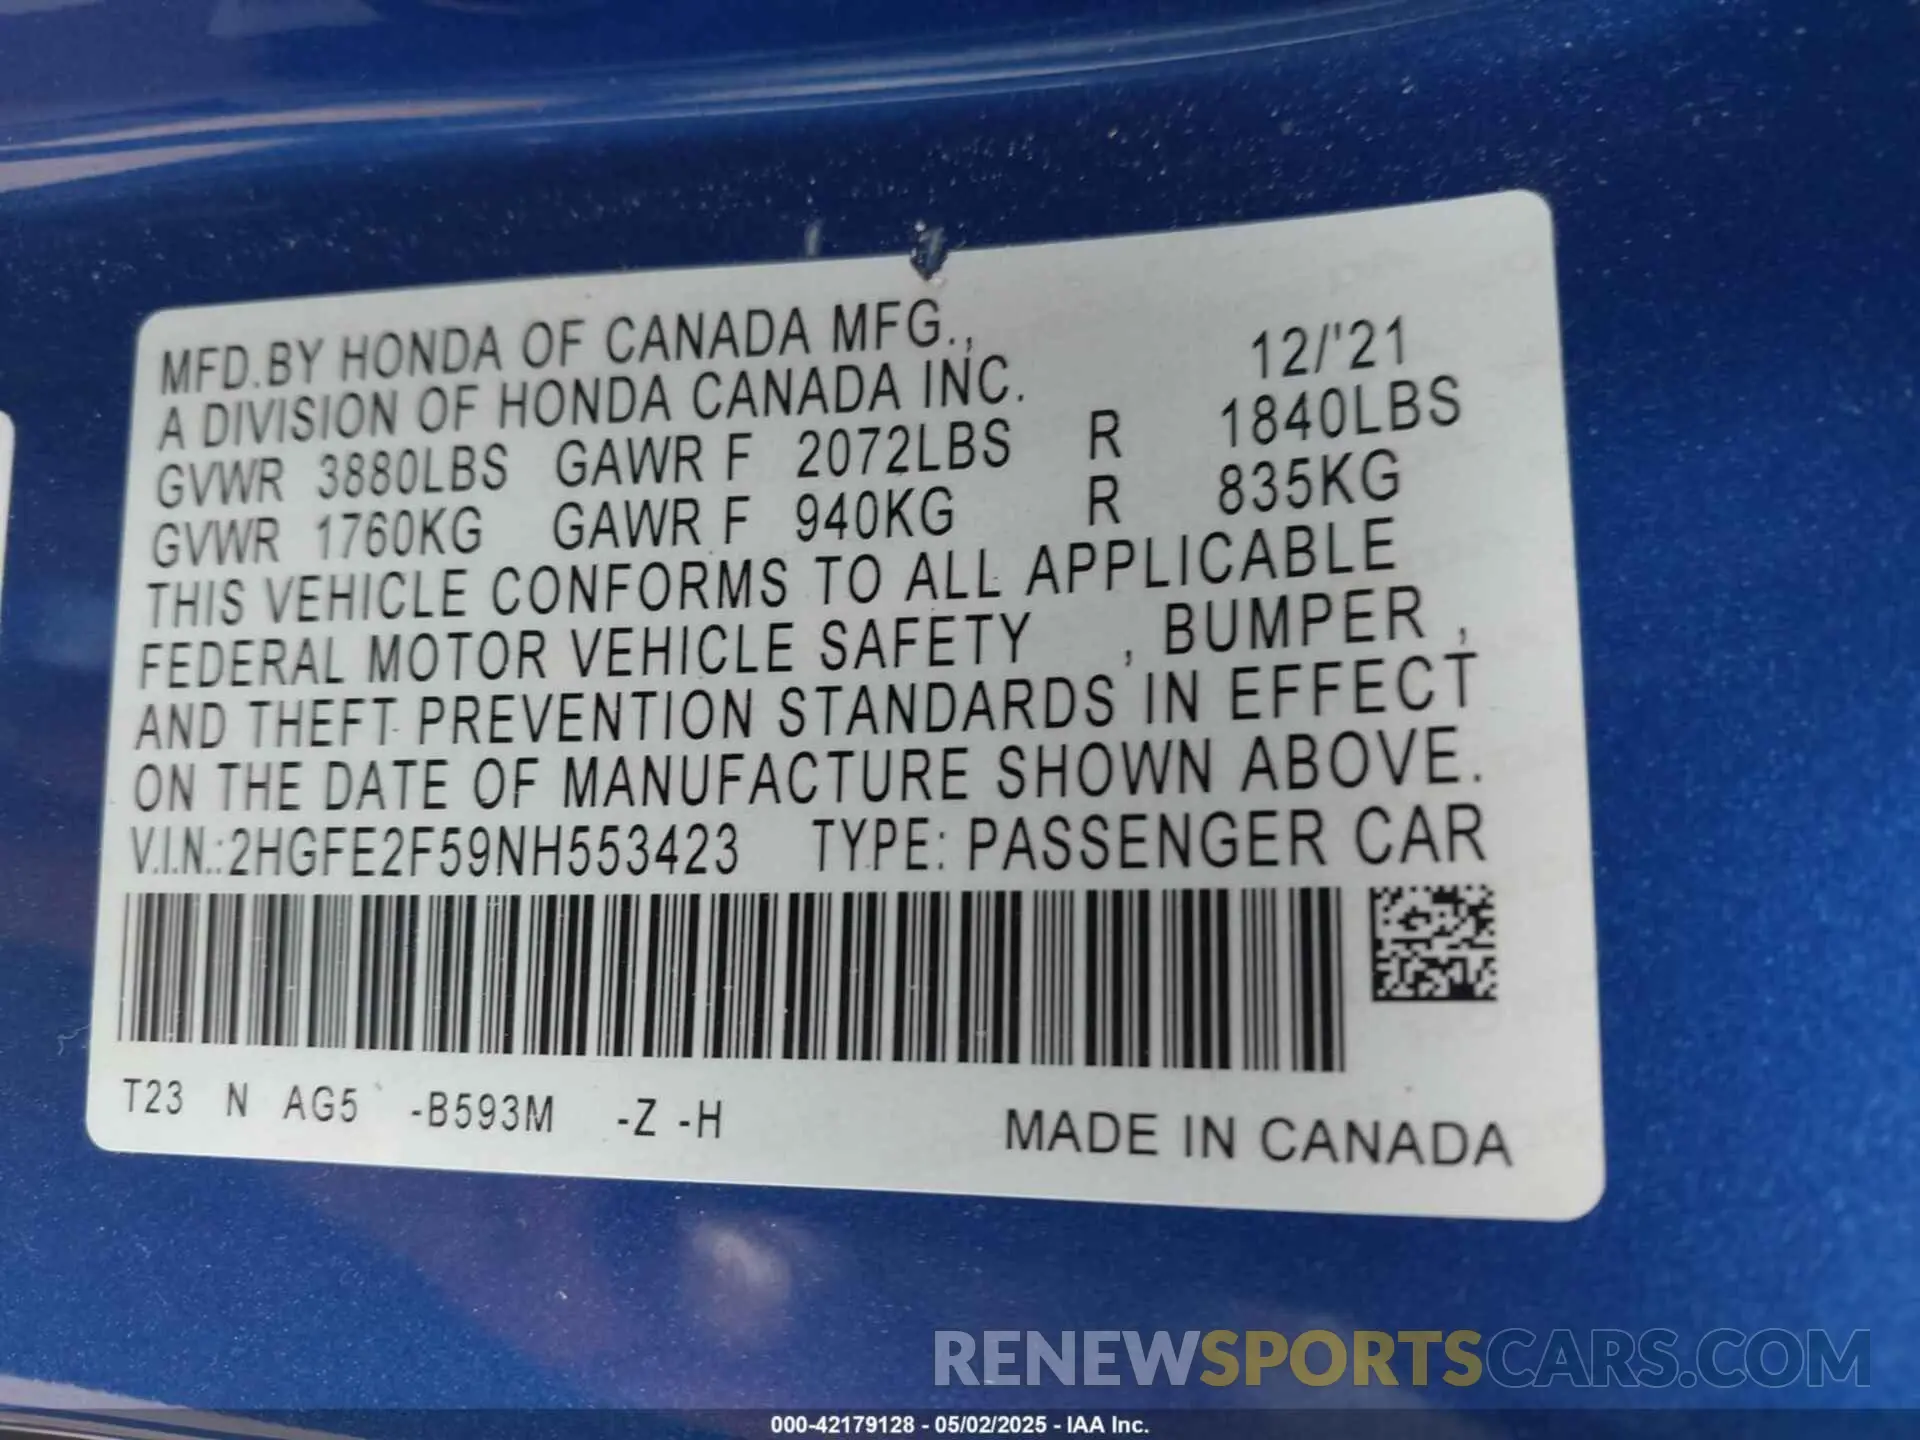 MFD.BY HONDA OF CANADA MFG., 12/'21
A DIVISION OF HONDA CANADA INC.
GVWR 3880LBS GAWR F 2072LBS R 1840LBS
GVWR 1760KG GAWR F 940KG R 835KG
THIS VEHICLE CONFORMS TO ALL APPLICABLE
FEDERAL MOTOR VEHICLE SAFETY , BUMPER ,
AND THEFT PREVENTION STANDARDS IN EFFECT
ON THE DATE OF MANUFACTURE SHOWN ABOVE.
V.I.N.:2HGFE2F59NH553423 TYPE: PASSENGER CAR
T23 N AG5 -B593M -Z -H
MADE IN CANADA
RENEWSPORTSCARS.COM
000-42179128 - 05/02/2025 - IAA Inc.